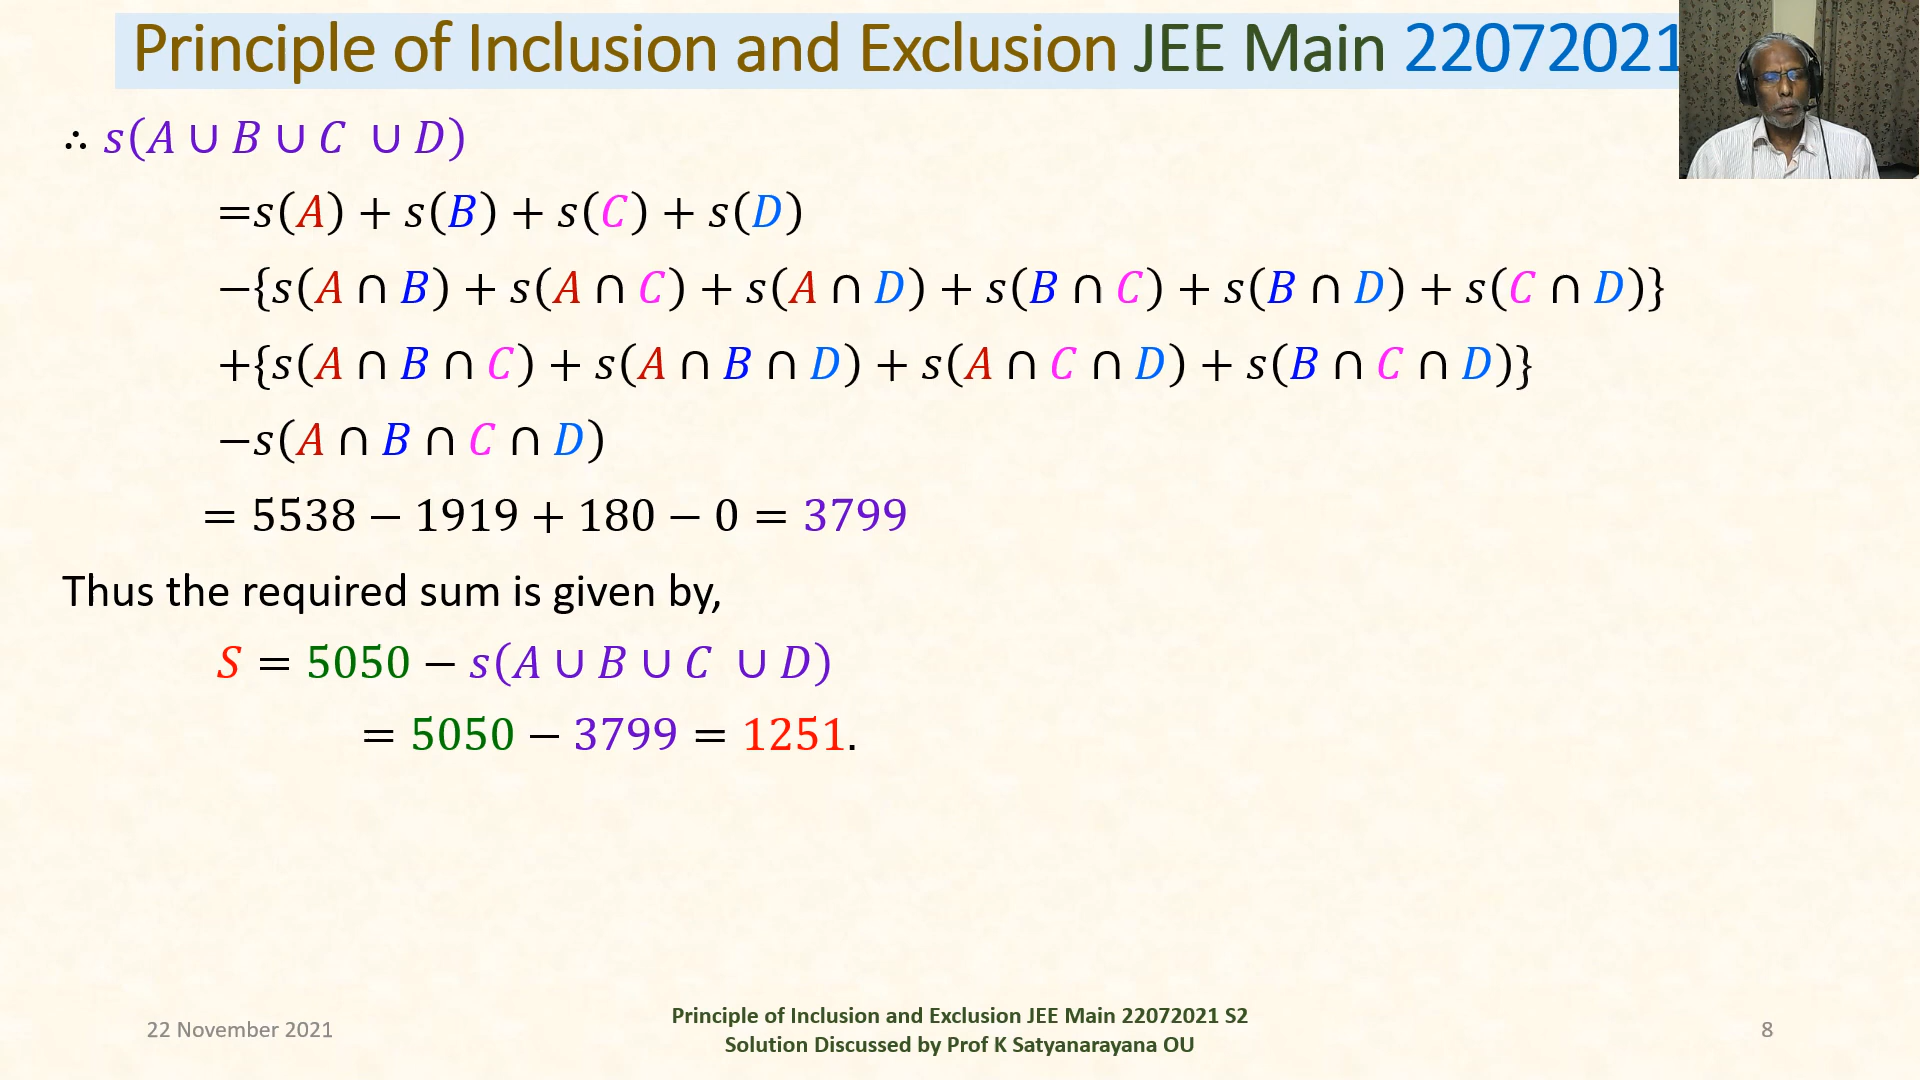 Principle of Inclusion and Exclusion JEE Main 22072021
∴ s(A ∪ B ∪ C ∪ D)
=s(A) + s(B) + s(C) + s(D)
−{s(A ∩ B) + s(A ∩ C) + s(A ∩ D) + s(B ∩ C) + s(B ∩ D) + s(C ∩ D)}
+{s(A ∩ B ∩ C) + s(A ∩ B ∩ D) + s(A ∩ C ∩ D) + s(B ∩ C ∩ D)}
−s(A ∩ B ∩ C ∩ D)
= 5538 − 1919 + 180 − 0 = 3799
Thus the required sum is given by,
S = 5050 − s(A ∪ B ∪ C ∪ D)
= 5050 − 3799 = 1251.
22 November 2021
Principle of Inclusion and Exclusion JEE Main 22072021 S2
Solution Discussed by Prof K Satyanarayana OU
8